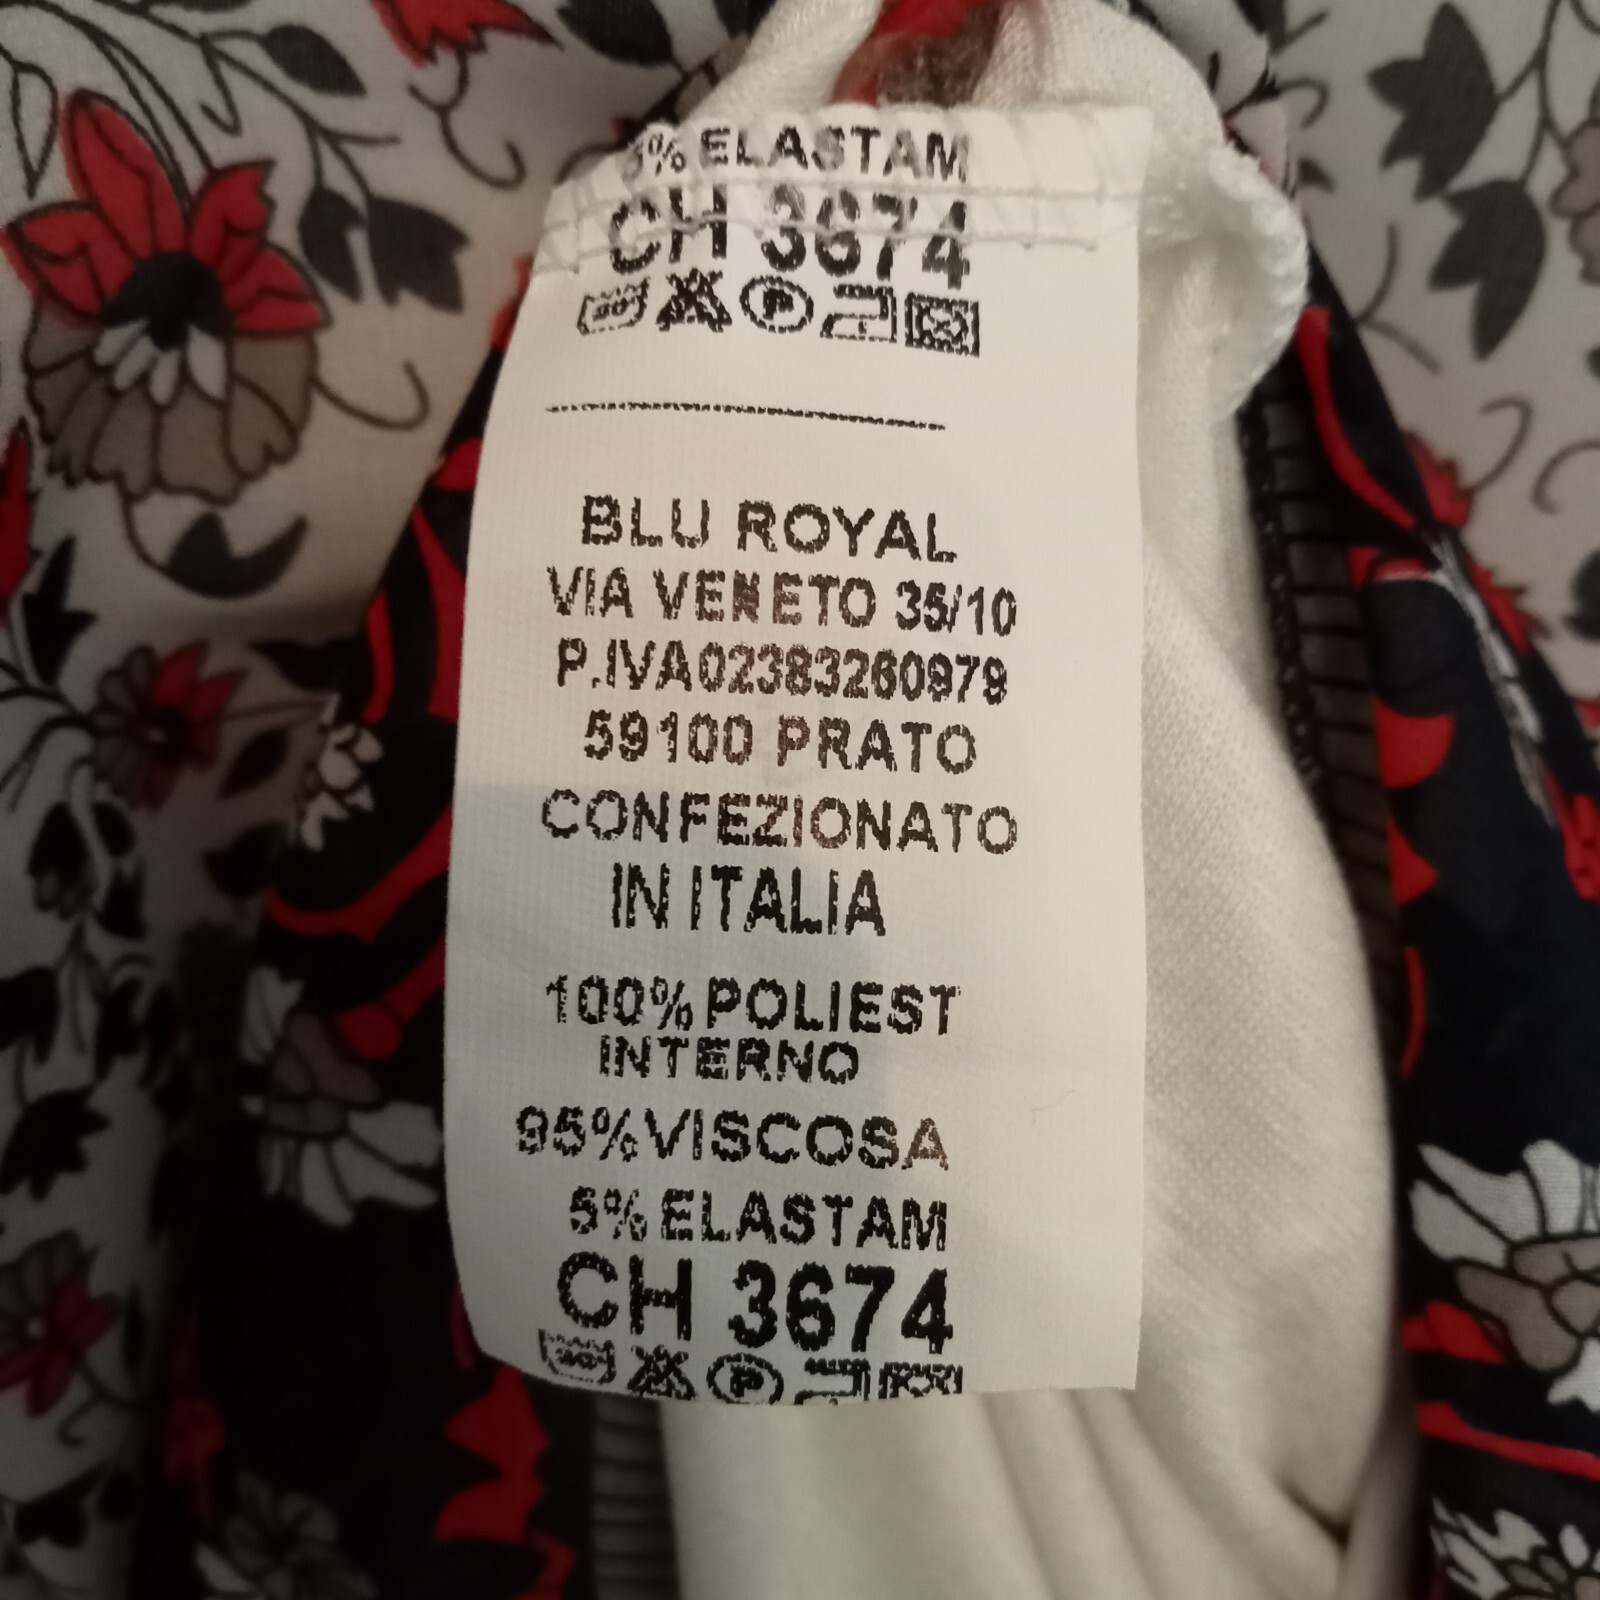 5% ELASTAM
CH 3674
BLU ROYAL
VIA VENETO 35/10
P.IVA02383260979
59100 PRATO
CONFEZIONATO
IN ITALIA
100% POLIEST
INTERNO
95% VISCOSA
5% ELASTAM
CH 3674